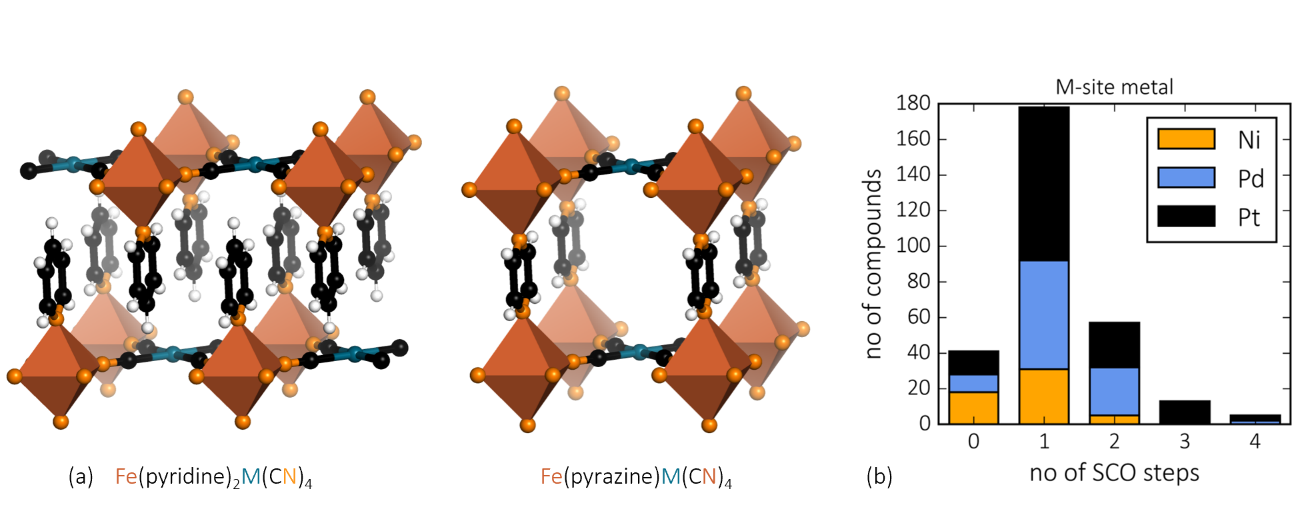 M-site metal
180
160
140
120
100
80
60
40
20
0
no of compounds
Ni
Pd
Pt
0 1 2 3 4
no of SCO steps
(a) Fe(pyridine)₂M(CN)₄
Fe(pyrazine)M(CN)₄
(b)